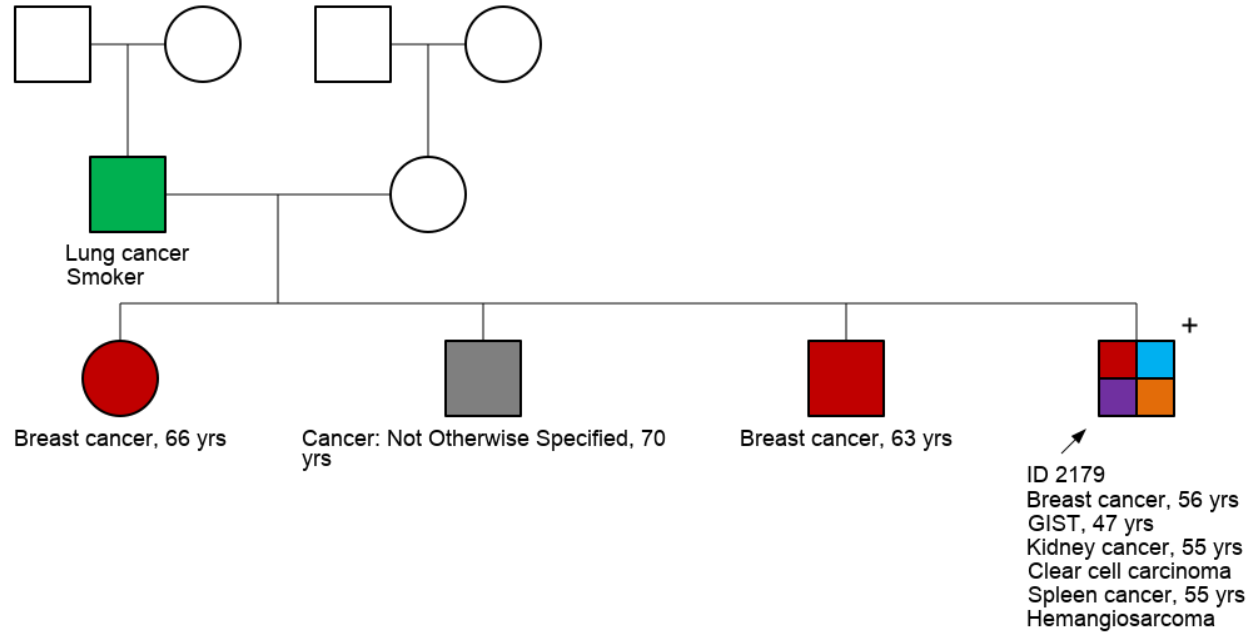 Lung cancer
Smoker
+
Breast cancer, 66 yrs
Cancer: Not Otherwise Specified, 70
yrs
Breast cancer, 63 yrs
ID 2179
Breast cancer, 56 yrs
GIST, 47 yrs
Kidney cancer, 55 yrs
Clear cell carcinoma
Spleen cancer, 55 yrs
Hemangiosarcoma